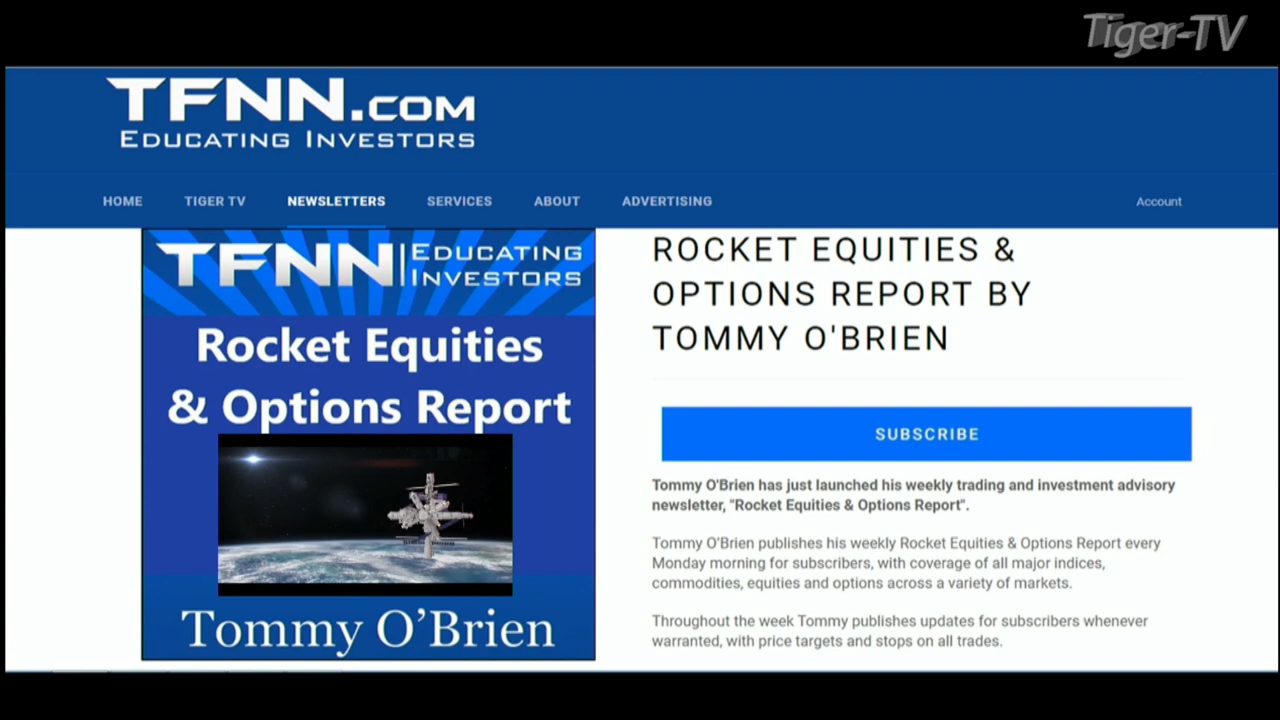 Tiger-TV
TFNN.COM
EDUCATING INVESTORS
HOME TIGER TV NEWSLETTERS SERVICES ABOUT ADVERTISING Account
TFNN | EDUCATING
INVESTORS
Rocket Equities
& Options Report
Tommy O’Brien
ROCKET EQUITIES &
OPTIONS REPORT BY
TOMMY O'BRIEN
SUBSCRIBE
Tommy O'Brien has just launched his weekly trading and investment advisory
newsletter, "Rocket Equities & Options Report".
Tommy O'Brien publishes his weekly Rocket Equities & Options Report every
Monday morning for subscribers, with coverage of all major indices,
commodities, equities and options across a variety of markets.
Throughout the week Tommy publishes updates for subscribers whenever
warranted, with price targets and stops on all trades.